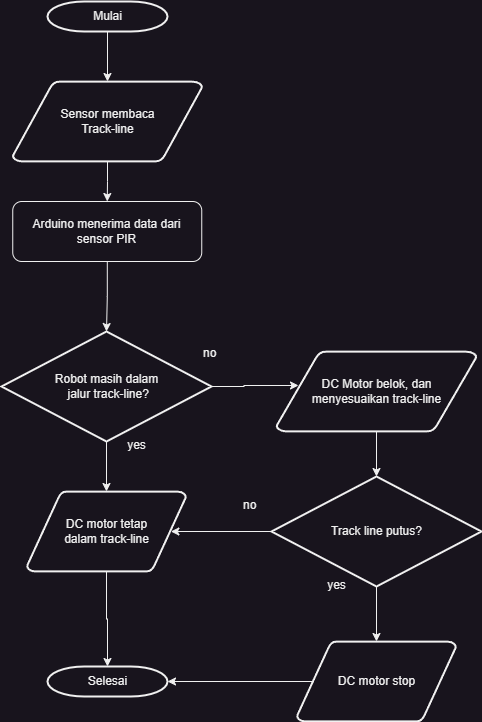 Mulai
Sensor membaca
Track-line
Arduino menerima data dari
sensor PIR
no
Robot masih dalam
jalur track-line?
DC Motor belok, dan
menyesuaikan track-line
yes
DC motor tetap
dalam track-line
no
Track line putus?
yes
Selesai
DC motor stop